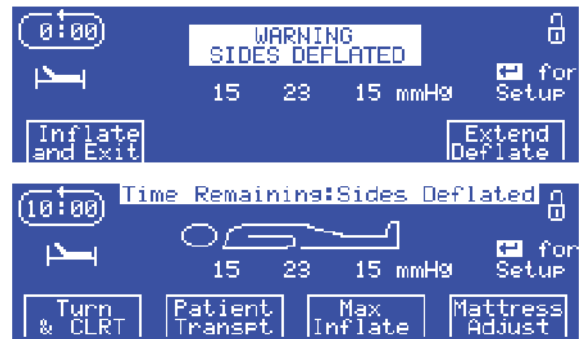 0:00
WARNING
SIDES DEFLATED
for
15 23 15 mmHg Setup
Inflate
and Exit
Extend
Deflate
Time Remaining:Sides Deflated
10:00
for
15 23 15 mmHg Setup
Turn
& CLRT
Patient
Transpt
Max
Inflate
Mattress
Adjust